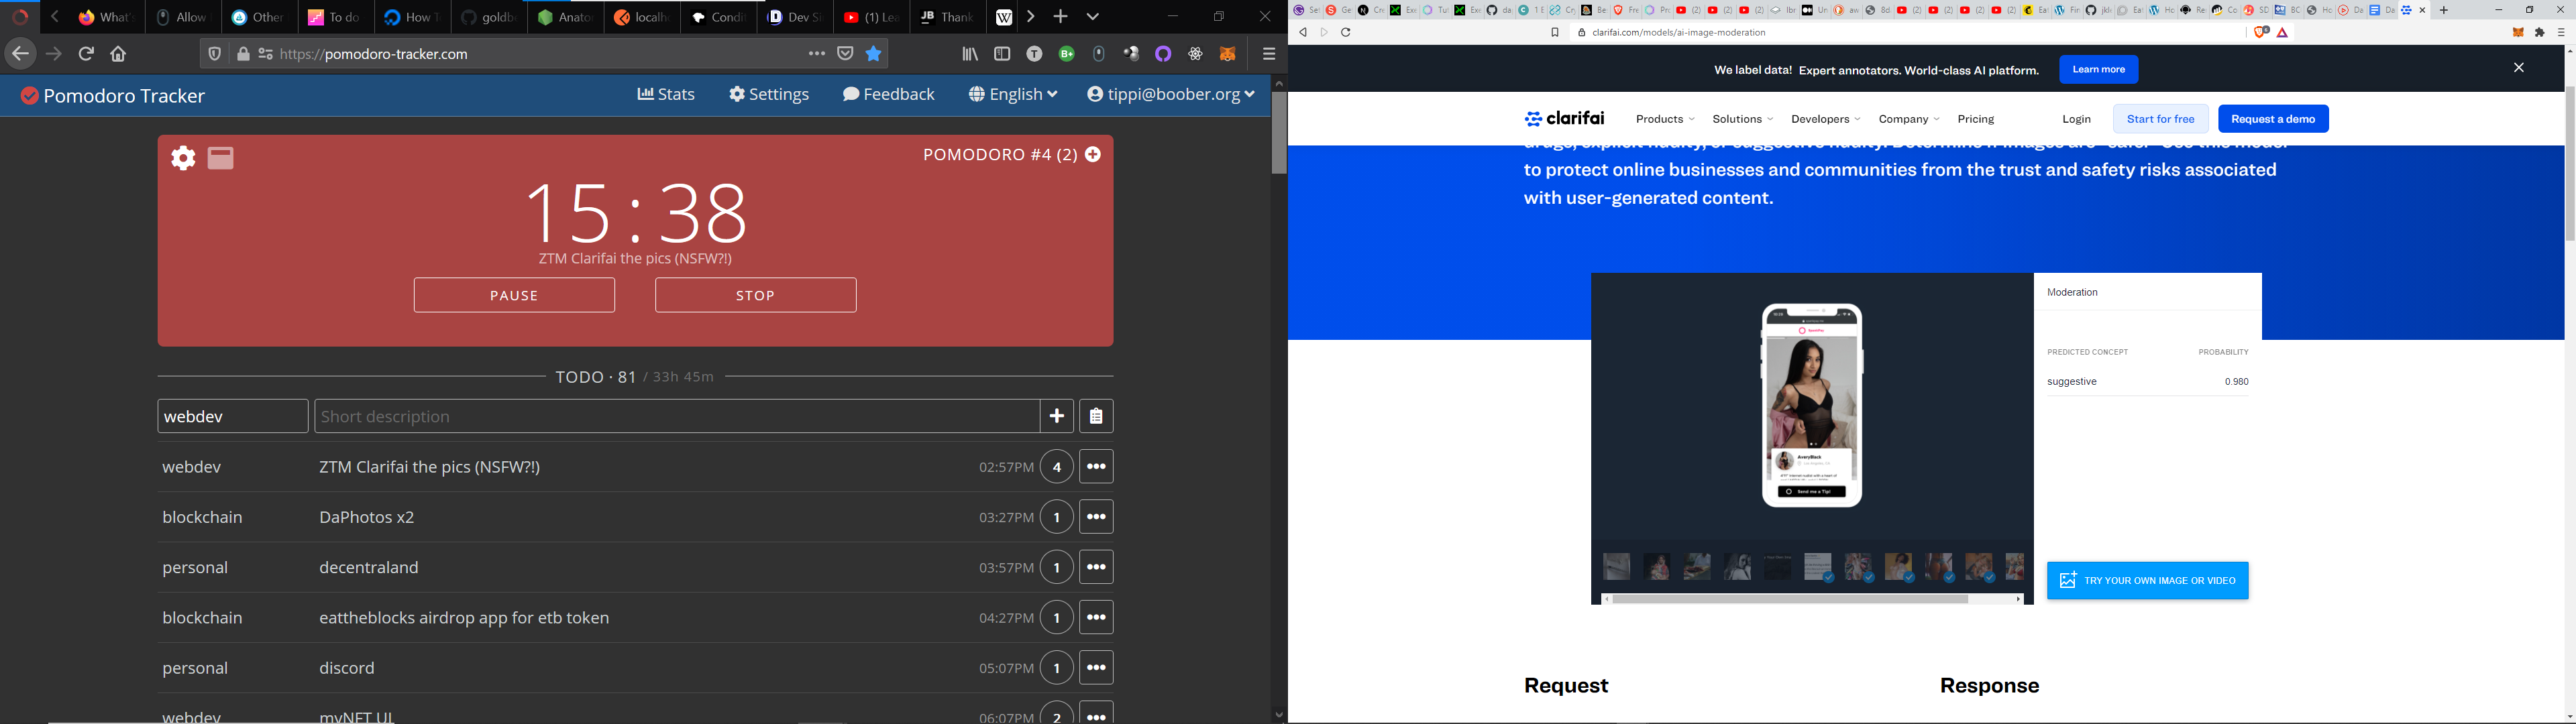 What's
Allow
Other
To do
How T
goldb
Anato
localh
Condit
Dev S
(1) Lea
Thank
https://pomodoro-tracker.com
Pomodoro Tracker
Stats
Settings
Feedback
English
tippi@boober.org
POMODORO #4 (2)
15:38
ZTM Clarifai the pics (NSFW?!)
PAUSE
STOP
TODO · 81 / 33h 45m
webdev
Short description
webdev ZTM Clarifai the pics (NSFW?!) 02:57PM 4
blockchain DaPhotos x2 03:27PM 1
personal decentraland 03:57PM 1
blockchain eattheblocks airdrop app for etb token 04:27PM 1
personal discord 05:07PM 1
webdev myNFT UI 06:07PM 2
clarifai.com/models/ai-image-moderation
We label data! Expert annotators. World-class AI platform.
Learn more
clarifai
Products
Solutions
Developers
Company
Pricing
Login
Start for free
Request a demo
to protect online businesses and communities from the trust and safety risks associated
with user-generated content.
Moderation
PREDICTED CONCEPT PROBABILITY
suggestive 0.980
AveryBlack
Send me a Tip!
TRY YOUR OWN IMAGE OR VIDEO
Request
Response